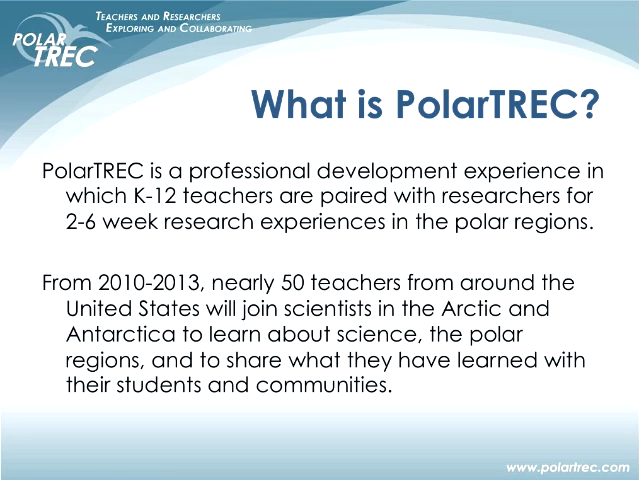 TEACHERS AND RESEARCHERS
EXPLORING AND COLLABORATING
POLAR
TREC
What is PolarTREC?
PolarTREC is a professional development experience in
which K-12 teachers are paired with researchers for
2-6 week research experiences in the polar regions.
From 2010-2013, nearly 50 teachers from around the
United States will join scientists in the Arctic and
Antarctica to learn about science, the polar
regions, and to share what they have learned with
their students and communities.
www.polartrec.com